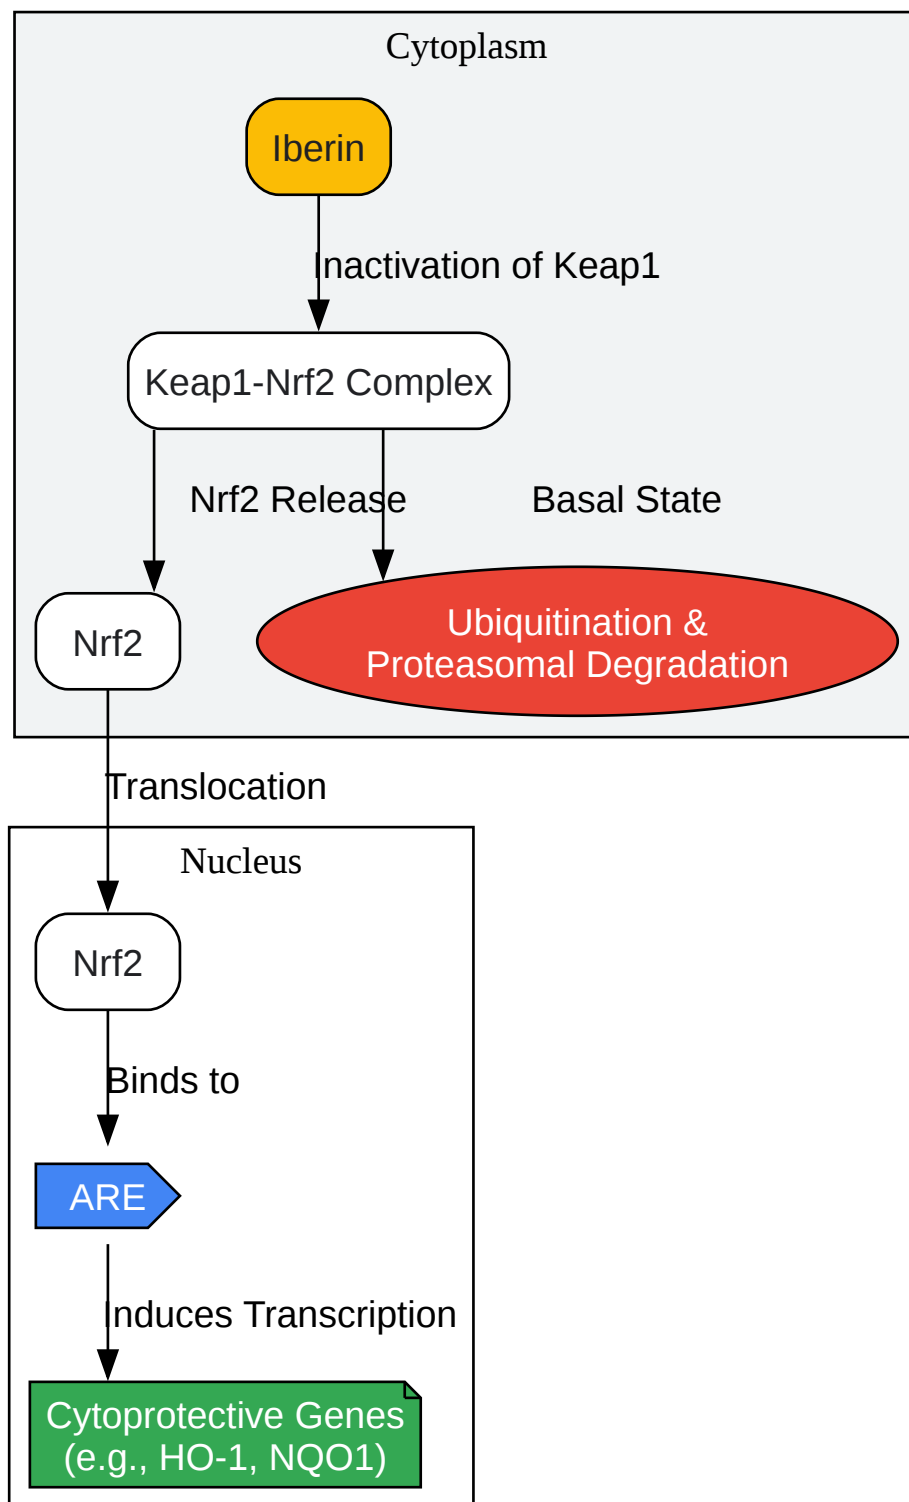 Cytoplasm
Iberin
Inactivation of Keap1
Keap1-Nrf2 Complex
Nrf2 Release
Basal State
Nrf2
Ubiquitination &
Proteasomal Degradation
Translocation
Nucleus
Nrf2
Binds to
ARE
Induces Transcription
Cytoprotective Genes
(e.g., HO-1, NQO1)